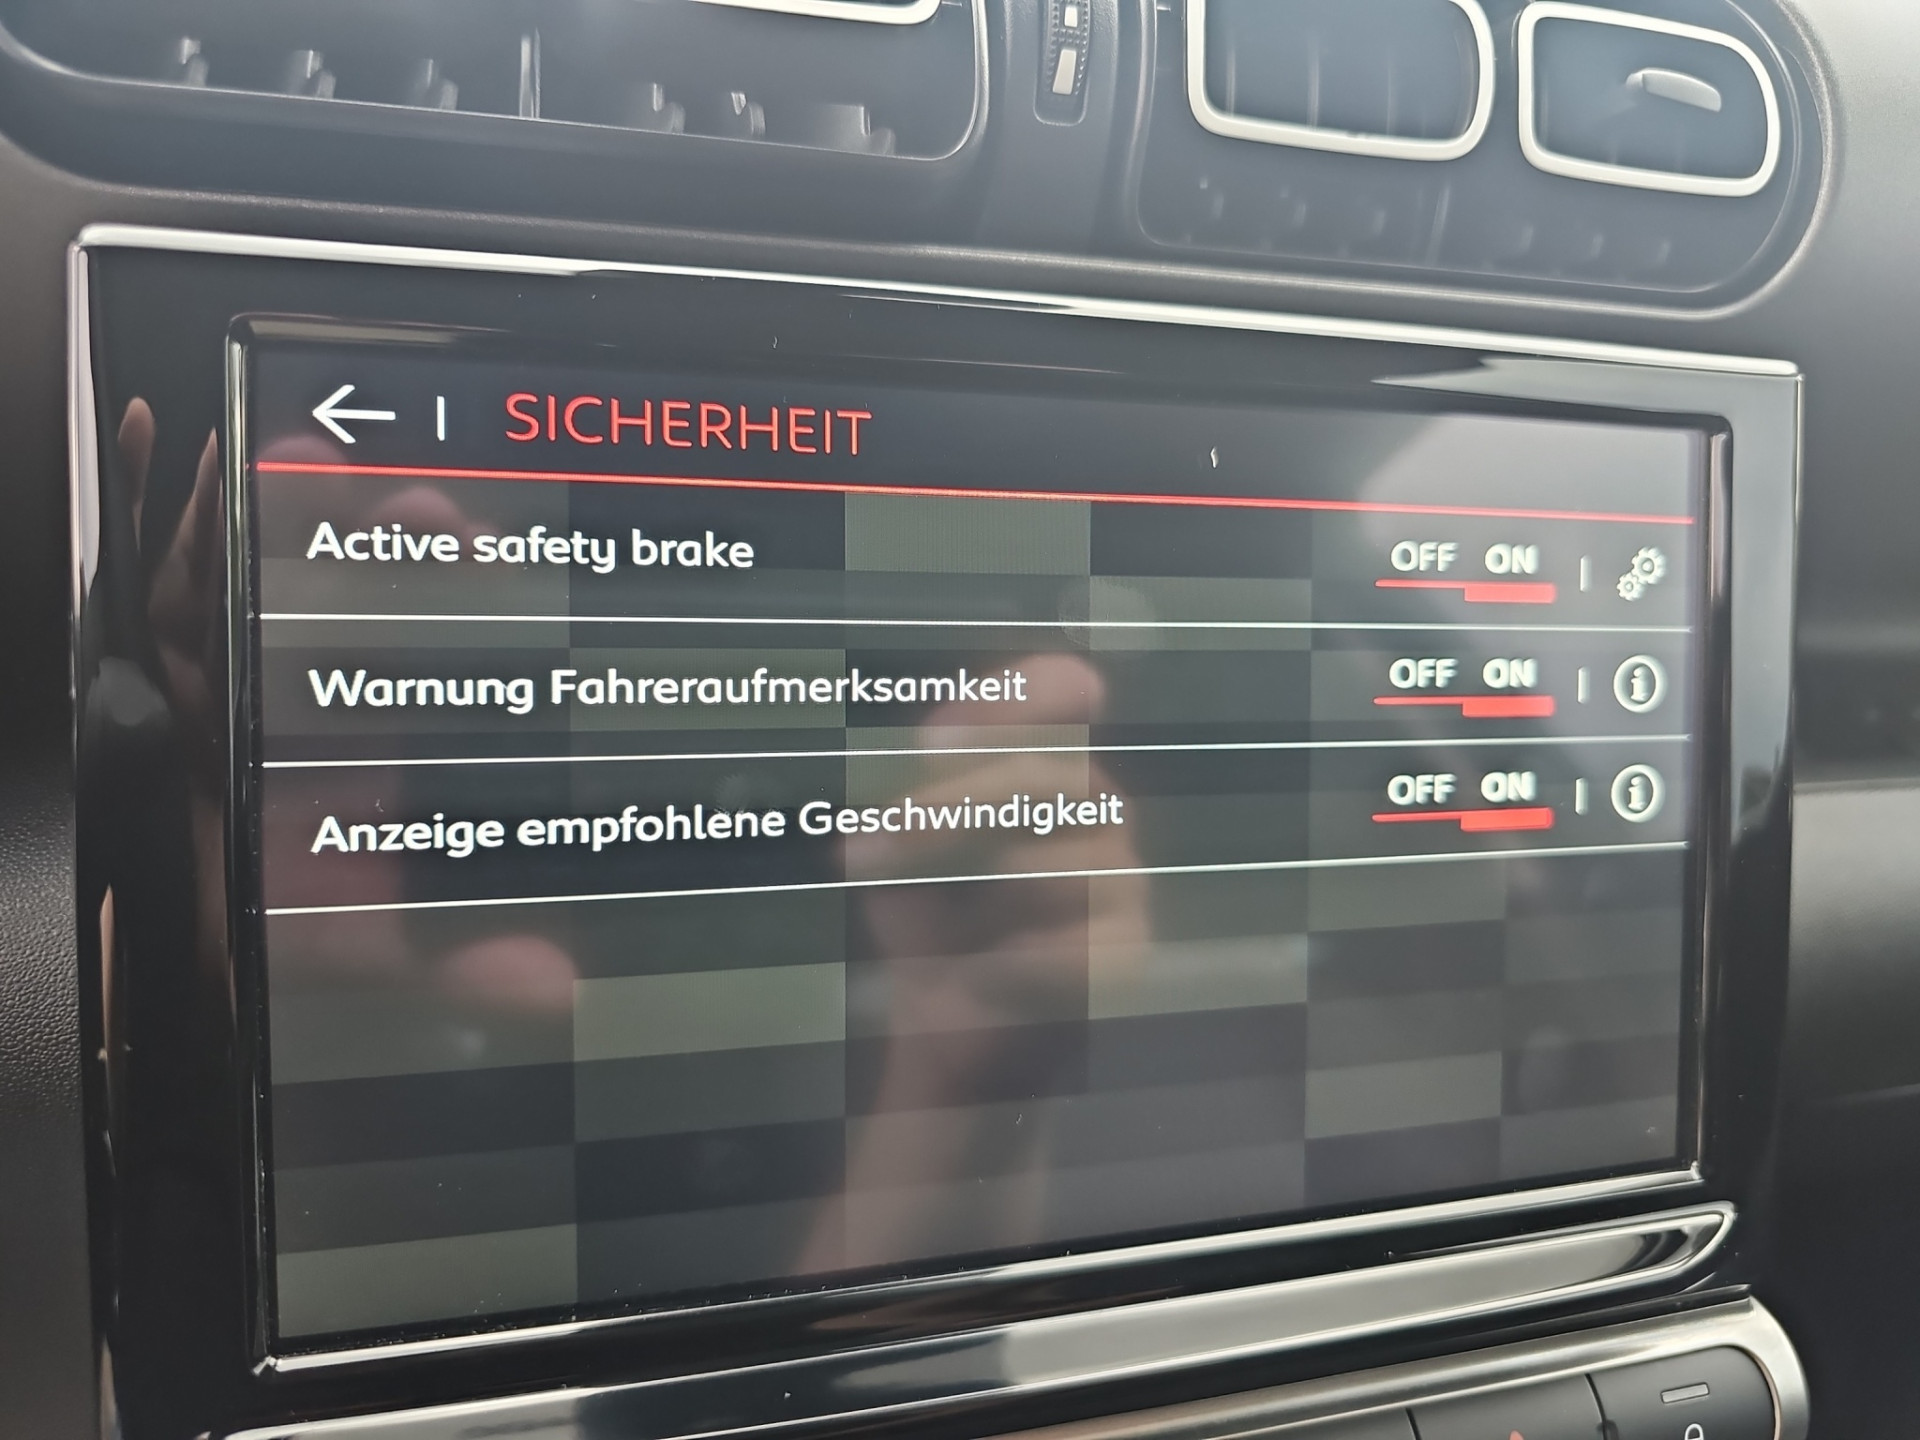 SICHERHEIT
Active safety brake OFF ON
Warnung Fahreraufmerksamkeit OFF ON
Anzeige empfohlene Geschwindigkeit OFF ON